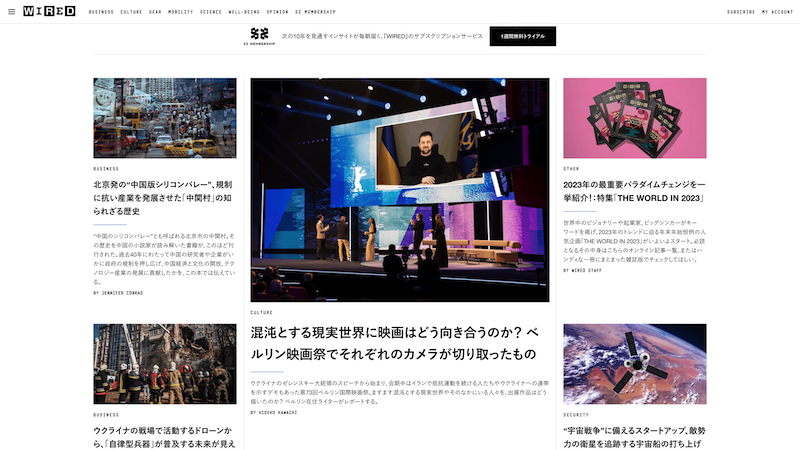 WIRED
BUSINESS CULTURE GEAR MOBILITY SCIENCE WELL-BEING OPINION SZ MEMBERSHIP
SUBSCRIBE MY ACCOUNT
SZ MEMBERSHIP
次の10年を見通すインサイトが毎朝届く、『WIRED』のサブスクリプションサービス
1週間無料トライアル
BUSINESS
北京発の“中国版シリコンバレー”、規制
に抗い産業を発展させた「中関村」の知
られざる歴史
“中国のシリコンバレー”とも呼ばれる北京市の中関村。そ
の歴史を中国の小説家が読み解いた書籍が、このほど刊
行された。過去40年にわたって中国の研究者や企業がい
かに政府の規制を押し広げ、中国経済と文化の開放、テク
ノロジー産業の発展に貢献したかを、この本では伝えてい
る。
BY JENNIFER CONRAD
BUSINESS
ウクライナの戦場で活動するドローンか
ら、「自律型兵器」が普及する未来が見え
CULTURE
混沌とする現実世界に映画はどう向き合うのか？ ベ
ルリン映画祭でそれぞれのカメラが切り取ったもの
ウクライナのゼレンスキー大統領のスピーチから始まり、会期中はイランで抵抗運動を続ける人たちやウクライナへの連帯
を示すデモもあった第73回ベルリン国際映画祭。ますます混沌とする現実世界やそのなかにいる人々を、出展作品はどう
描いたのか？ ベルリン在住ライターがレポートする。
BY HIDEKO KAWACHI
OTHER
2023年の最重要パラダイムチェンジを一
挙紹介！：特集「THE WORLD IN 2023」
世界中のビジョナリーや起業家、ビッグシンカーがキー
ワードを掲げ、2023年のトレンドに迫る年末年始恒例の人
気企画「THE WORLD IN 2023」がいよいよスタート。必読
となるその中身はこちらのオンライン記事一覧、またはハ
ンディな一冊にまとまった雑誌版でチェックしてほしい。
BY WIRED STAFF
SECURITY
“宇宙戦争”に備えるスタートアップ、敵勢
力の衛星を追跡する宇宙船の打ち上げ